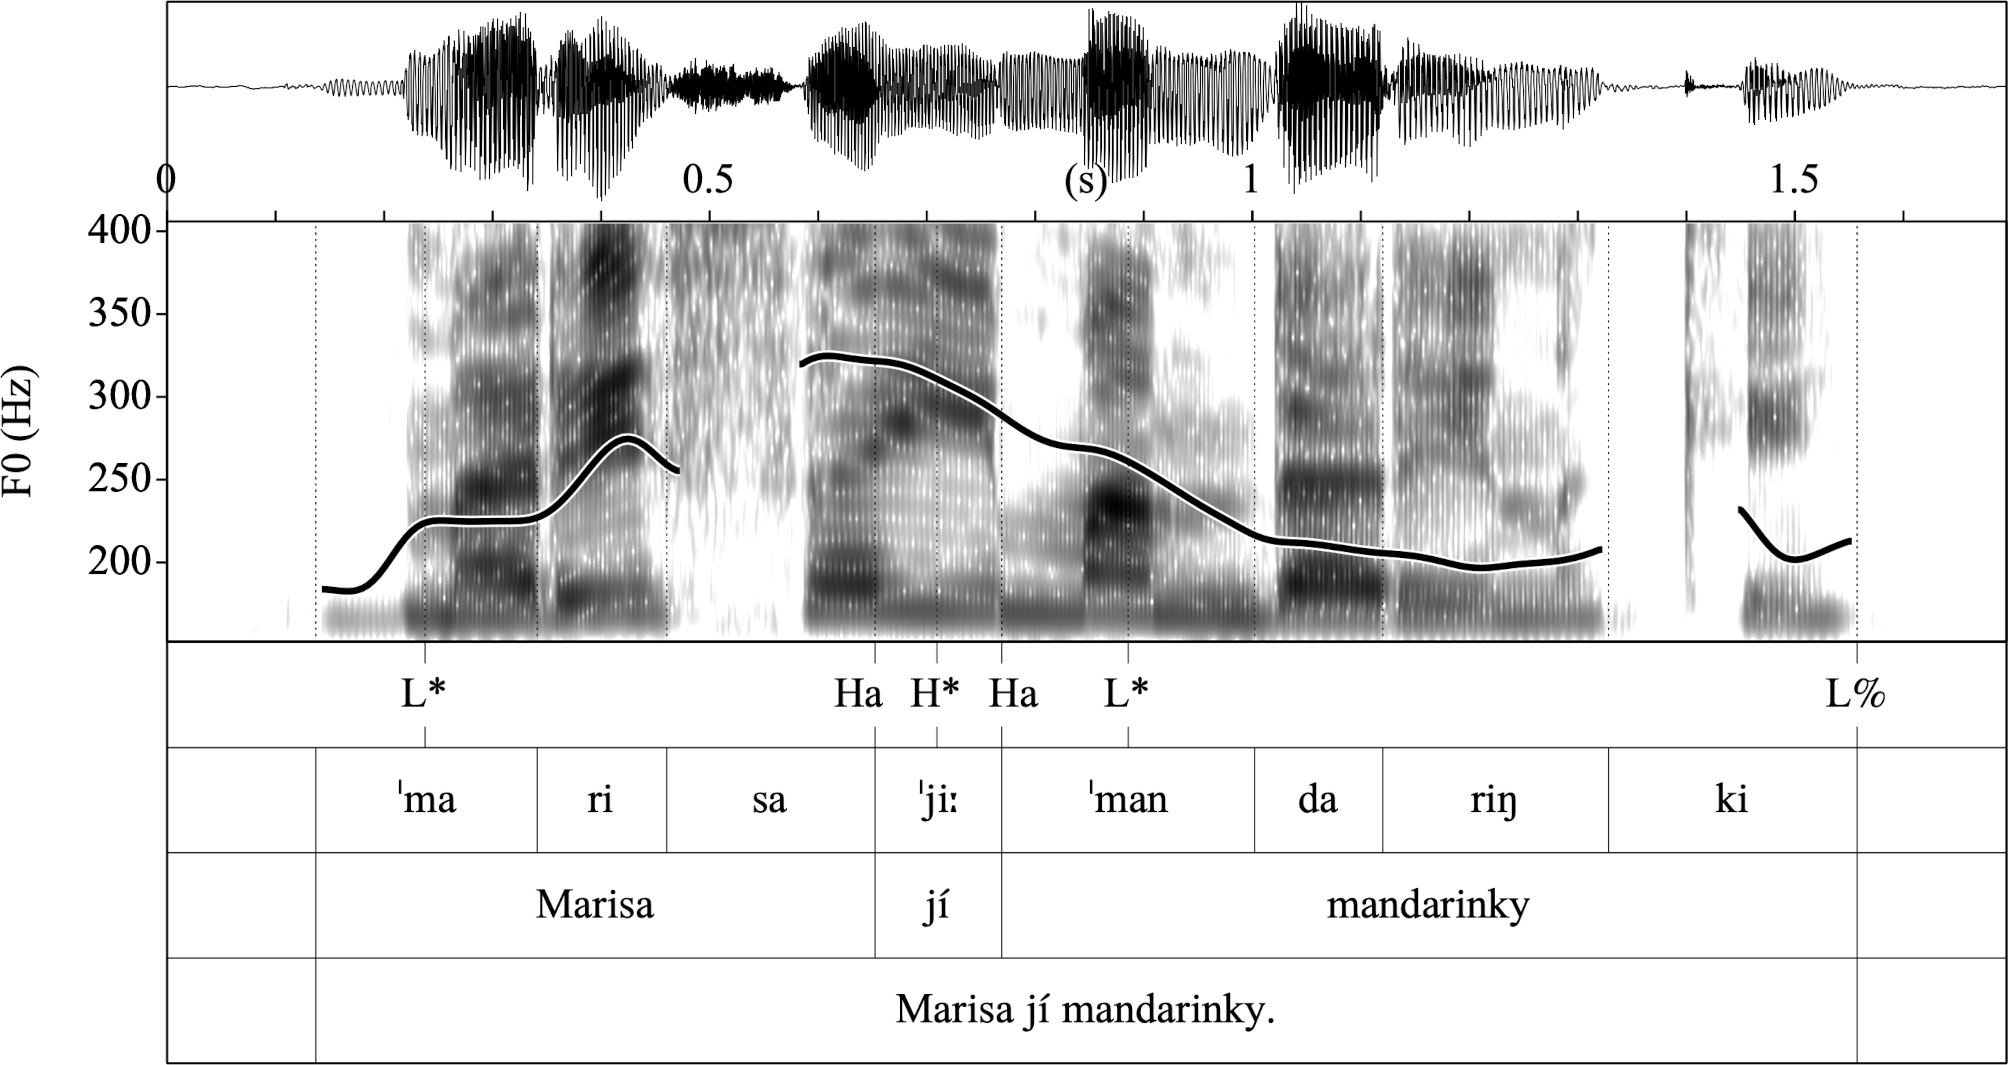 0 0.5 (s) 1 1.5
400
350
300
250
200
F0 (Hz)
L* Ha H* Ha L* L%
ˈma ri sa ˈjiː ˈman da riŋ ki
Marisa jí mandarinky
Marisa jí mandarinky.